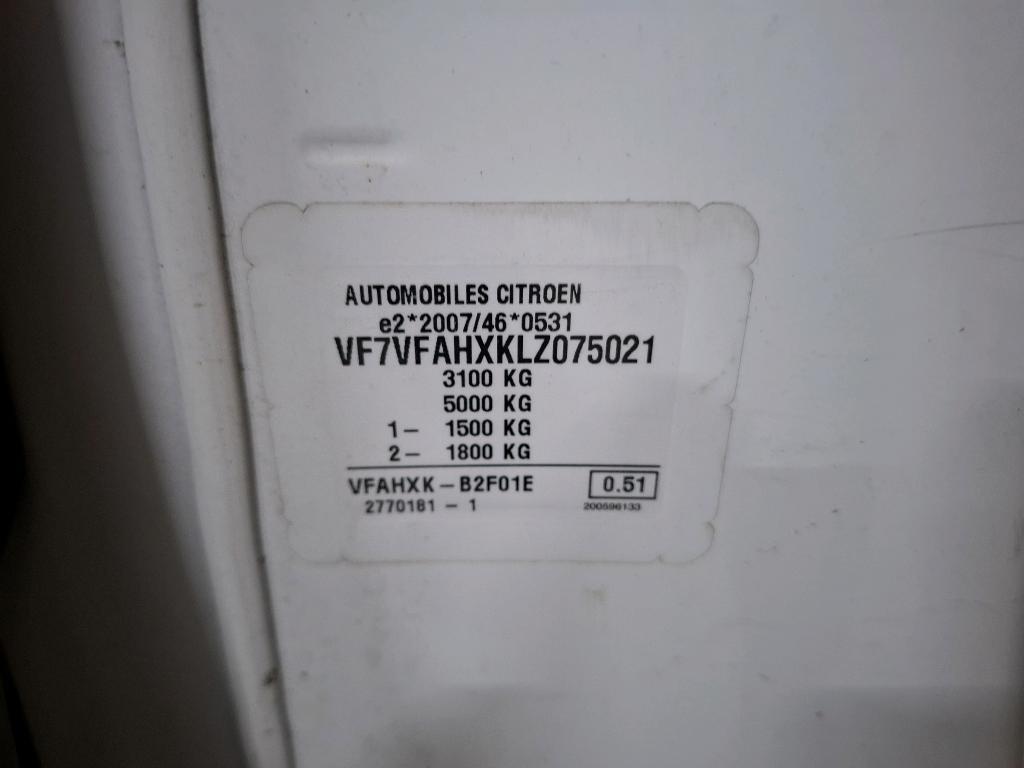 AUTOMOBILES CITROEN
e2*2007/46*0531
VF7VFAHXKLZ075021
3100 KG
5000 KG
1- 1500 KG
2- 1800 KG
VFAHXK-B2F01E 0.51
2770181 - 1 200596133